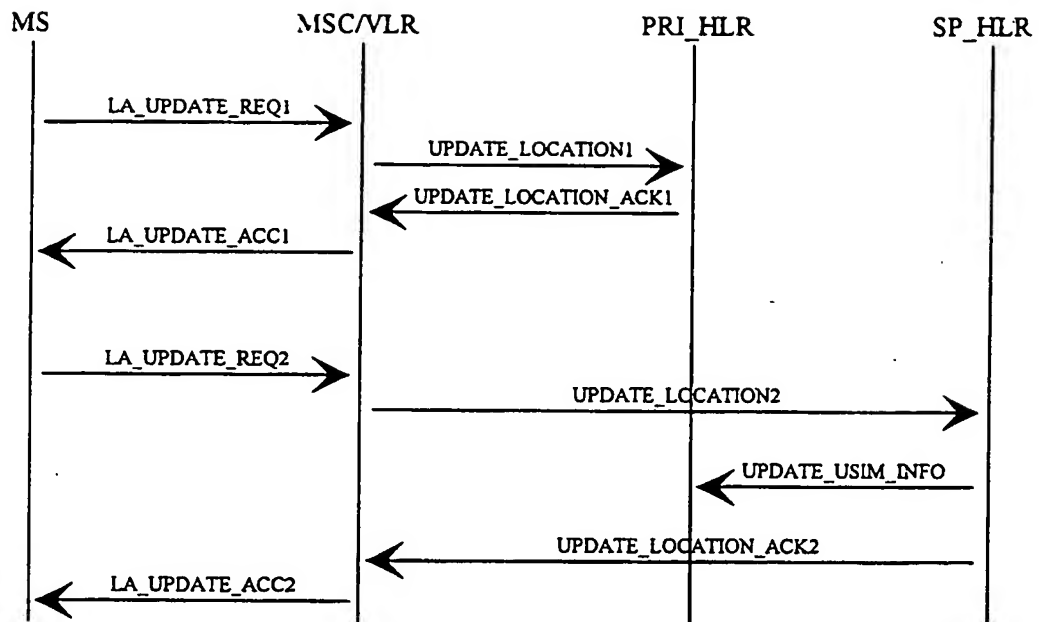 MS MSC/VLR PRI_HLR SP_HLR
LA_UPDATE_REQ1
UPDATE_LOCATION1
UPDATE_LOCATION_ACK1
LA_UPDATE_ACC1
LA_UPDATE_REQ2
UPDATE_LOCATION2
UPDATE_USIM_INFO
UPDATE_LOCATION_ACK2
LA_UPDATE_ACC2